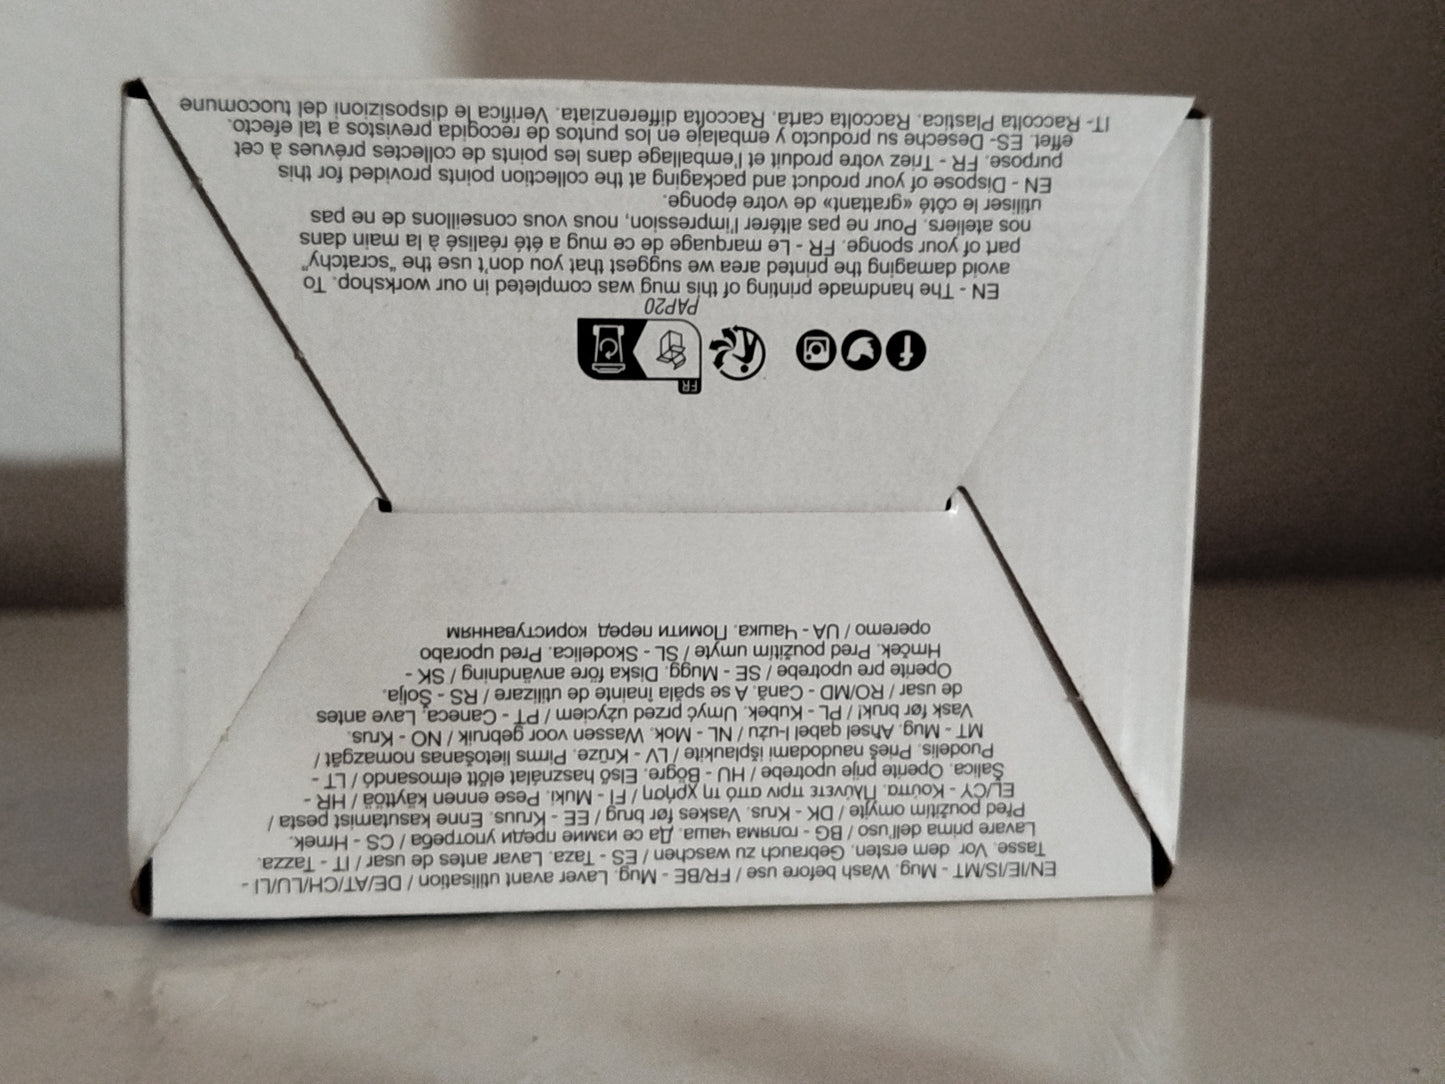 EN/IE/IS/MT - Mug. Wash before use / FR/BE - Mug. Laver avant utilisation / DE/AT/CH/LU/LI -
Tasse. Vor dem ersten. Gebrauch zu waschen / ES - Taza. Lavar antes de usar / IT - Tazza.
Lavare prima dell'uso / BG - голяма чаша. Да се измие преди употреба / CS - Hrnek.
Před použitím omyjte / DK - Krus. Vaskes før brug / EE - Kruus. Enne kasutamist pesta /
EL/CY - Κούπα. Πλύνετε πριν από τη χρήση / FI - Muki. Pese ennen käyttöä / HR -
Šalica. Operite prije upotrebe / HU - Bögre. Első használat előtt elmosandó / LT -
Puodelis. Prieš naudodami išplaukite / LV - Krūze. Pirms lietošanas nomazgāt /
MT - Mug. Aħsel qabel l-użu / NL - Mok. Wassen voor gebruik / NO - Krus.
Vask før bruk! / PL - Kubek. Umyć przed użyciem / PT - Caneca, Lave antes
de usar / RO/MD - Cană. A se spăla înainte de utilizare / RS - Šolja.
Operite pre upotrebe / SE - Mugg. Diska före användning / SK -
Hrnček. Pred použitím umyte / SL - Skodelica. Pred uporabo
operemo / UA - Чашка. Помити перед користуванням
FR
PAP20
EN - The handmade printing of this mug was completed in our workshop. To
avoid damaging the printed area we suggest that you don't use the "scratchy"
part of your sponge. FR - Le marquage de ce mug a été réalisé à la main dans
nos ateliers. Pour ne pas altérer l'impression, nous vous conseillons de ne pas
utiliser le côté «grattant» de votre éponge.
EN - Dispose of your product and packaging at the collection points provided for this
purpose. FR - Triez votre produit et l'emballage dans les points de collectes prévues à cet
effet. ES- Deseche su producto y embalaje en los puntos de recogida previstos a tal efecto.
IT- Raccolta Plastica. Raccolta carta. Raccolta differenziata. Verifica le disposizioni del tuocomune